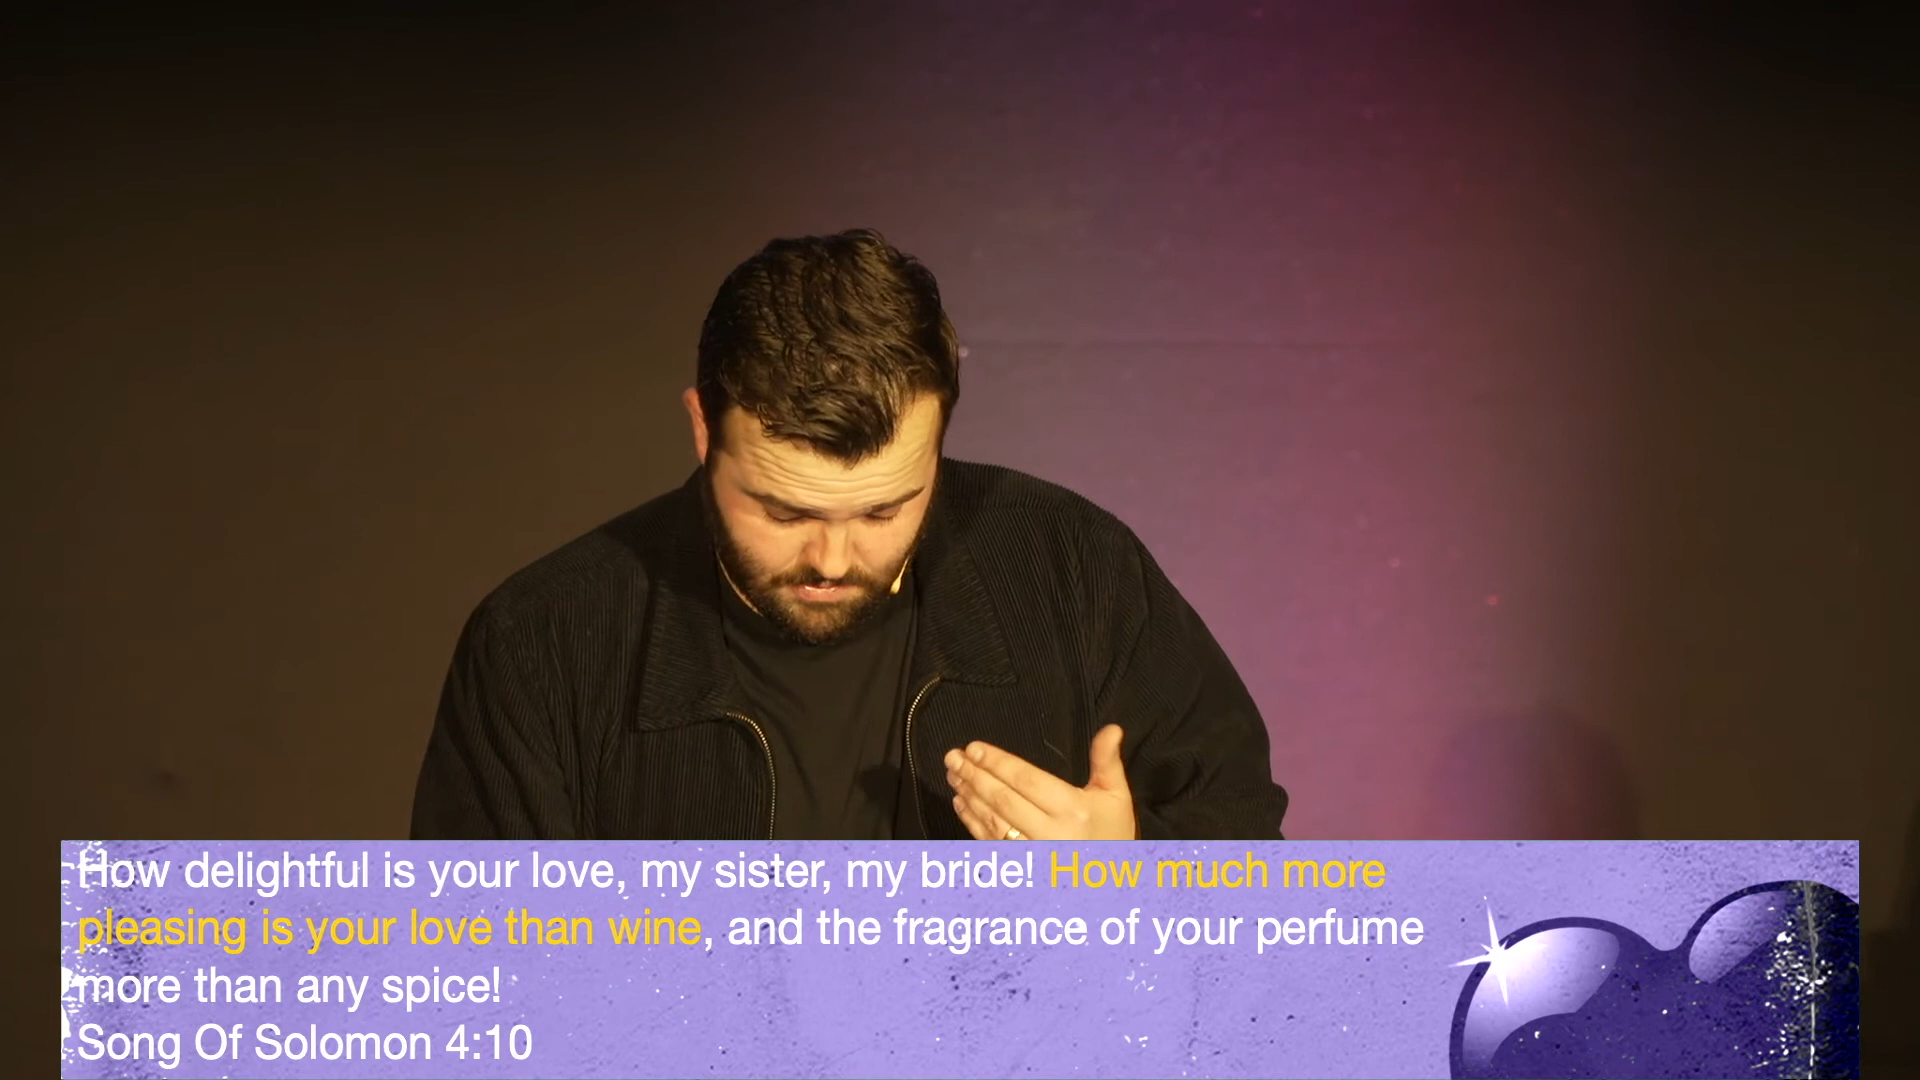 How delightful is your love, my sister, my bride! How much more
pleasing is your love than wine, and the fragrance of your perfume
more than any spice!
Song Of Solomon 4:10